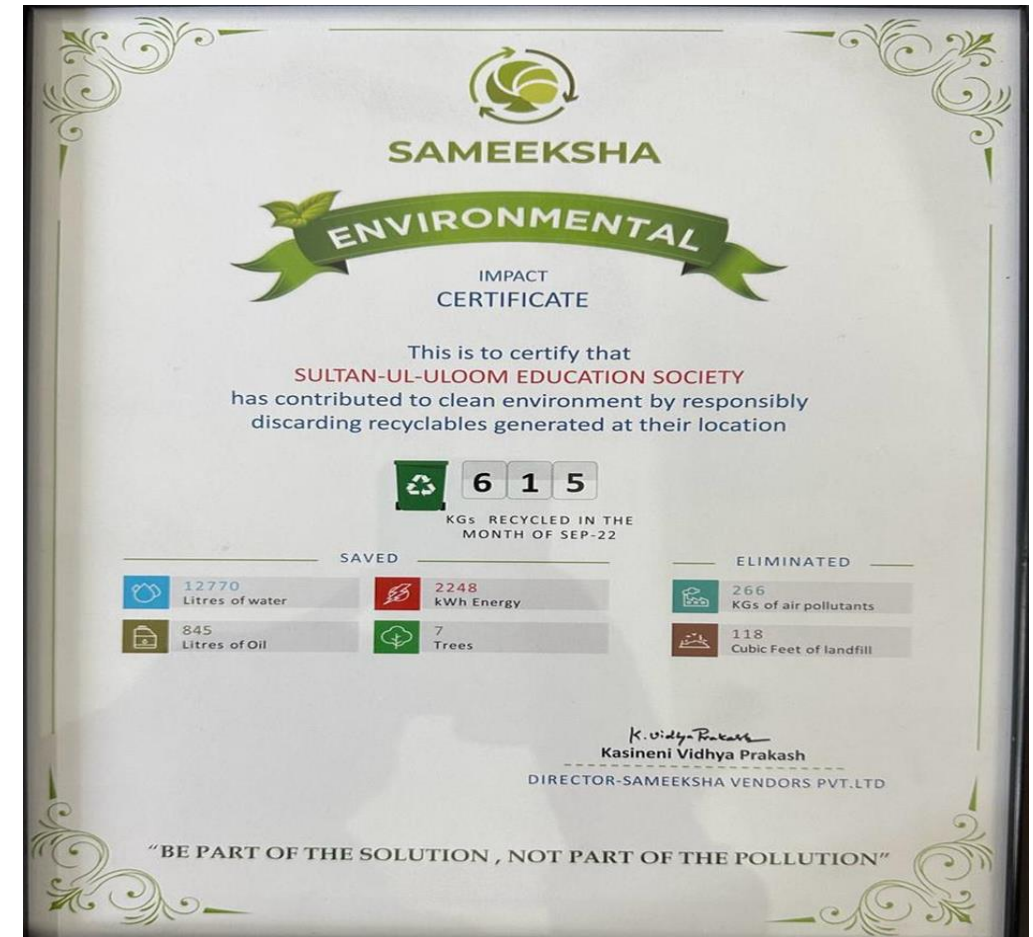 SAMEEKSHA
ENVIRONMENTAL
IMPACT
CERTIFICATE
This is to certify that
SULTAN-UL-ULOOM EDUCATION SOCIETY
has contributed to clean environment by responsibly
discarding recyclables generated at their location
6 1 5
KGs RECYCLED IN THE
MONTH OF SEP-22
SAVED
12770
Litres of water
2248
kWh Energy
845
Litres of Oil
7
Trees
ELIMINATED
266
KGs of air pollutants
118
Cubic Feet of landfill
K. Vidhya Prakash
Kasineni Vidhya Prakash
DIRECTOR-SAMEEKSHA VENDORS PVT.LTD
"BE PART OF THE SOLUTION , NOT PART OF THE POLLUTION"